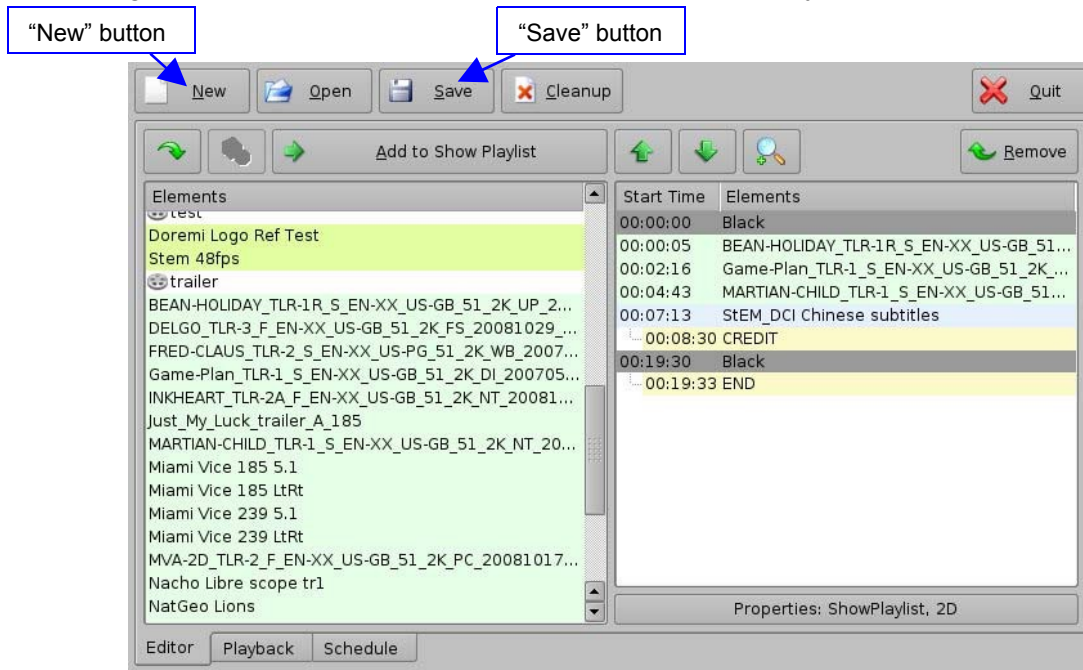 “New” button
“Save” button
New
Open
Save
Cleanup
Quit
Add to Show Playlist
Remove
Elements
test
Doremi Logo Ref Test
Stem 48fps
trailer
BEAN-HOLIDAY_TLR-1R_S_EN-XX_US-GB_51_2K_UP_2...
DELGO_TLR-3_F_EN-XX_US-GB_51_2K_FS_20081029_...
FRED-CLAUS_TLR-2_S_EN-XX_US-PG_51_2K_WB_2007...
Game-Plan_TLR-1_S_EN-XX_US-GB_51_2K_DI_200705...
INKHEART_TLR-2A_F_EN-XX_US-GB_51_2K_NT_20081...
Just_My_Luck_trailer_A_185
MARTIAN-CHILD_TLR-1_S_EN-XX_US-GB_51_2K_NT_20...
Miami Vice 185 5.1
Miami Vice 185 LtRt
Miami Vice 239 5.1
Miami Vice 239 LtRt
MVA-2D_TLR-2_F_EN-XX_US-GB_51_2K_PC_20081017...
Nacho Libre scope tr1
NatGeo Lions
Start Time Elements
00:00:00 Black
00:00:05 BEAN-HOLIDAY_TLR-1R_S_EN-XX_US-GB_51...
00:02:16 Game-Plan_TLR-1_S_EN-XX_US-GB_51_2K_...
00:04:43 MARTIAN-CHILD_TLR-1_S_EN-XX_US-GB_51...
00:07:13 StEM_DCI Chinese subtitles
00:08:30 CREDIT
00:19:30 Black
00:19:33 END
Properties: ShowPlaylist, 2D
Editor Playback Schedule